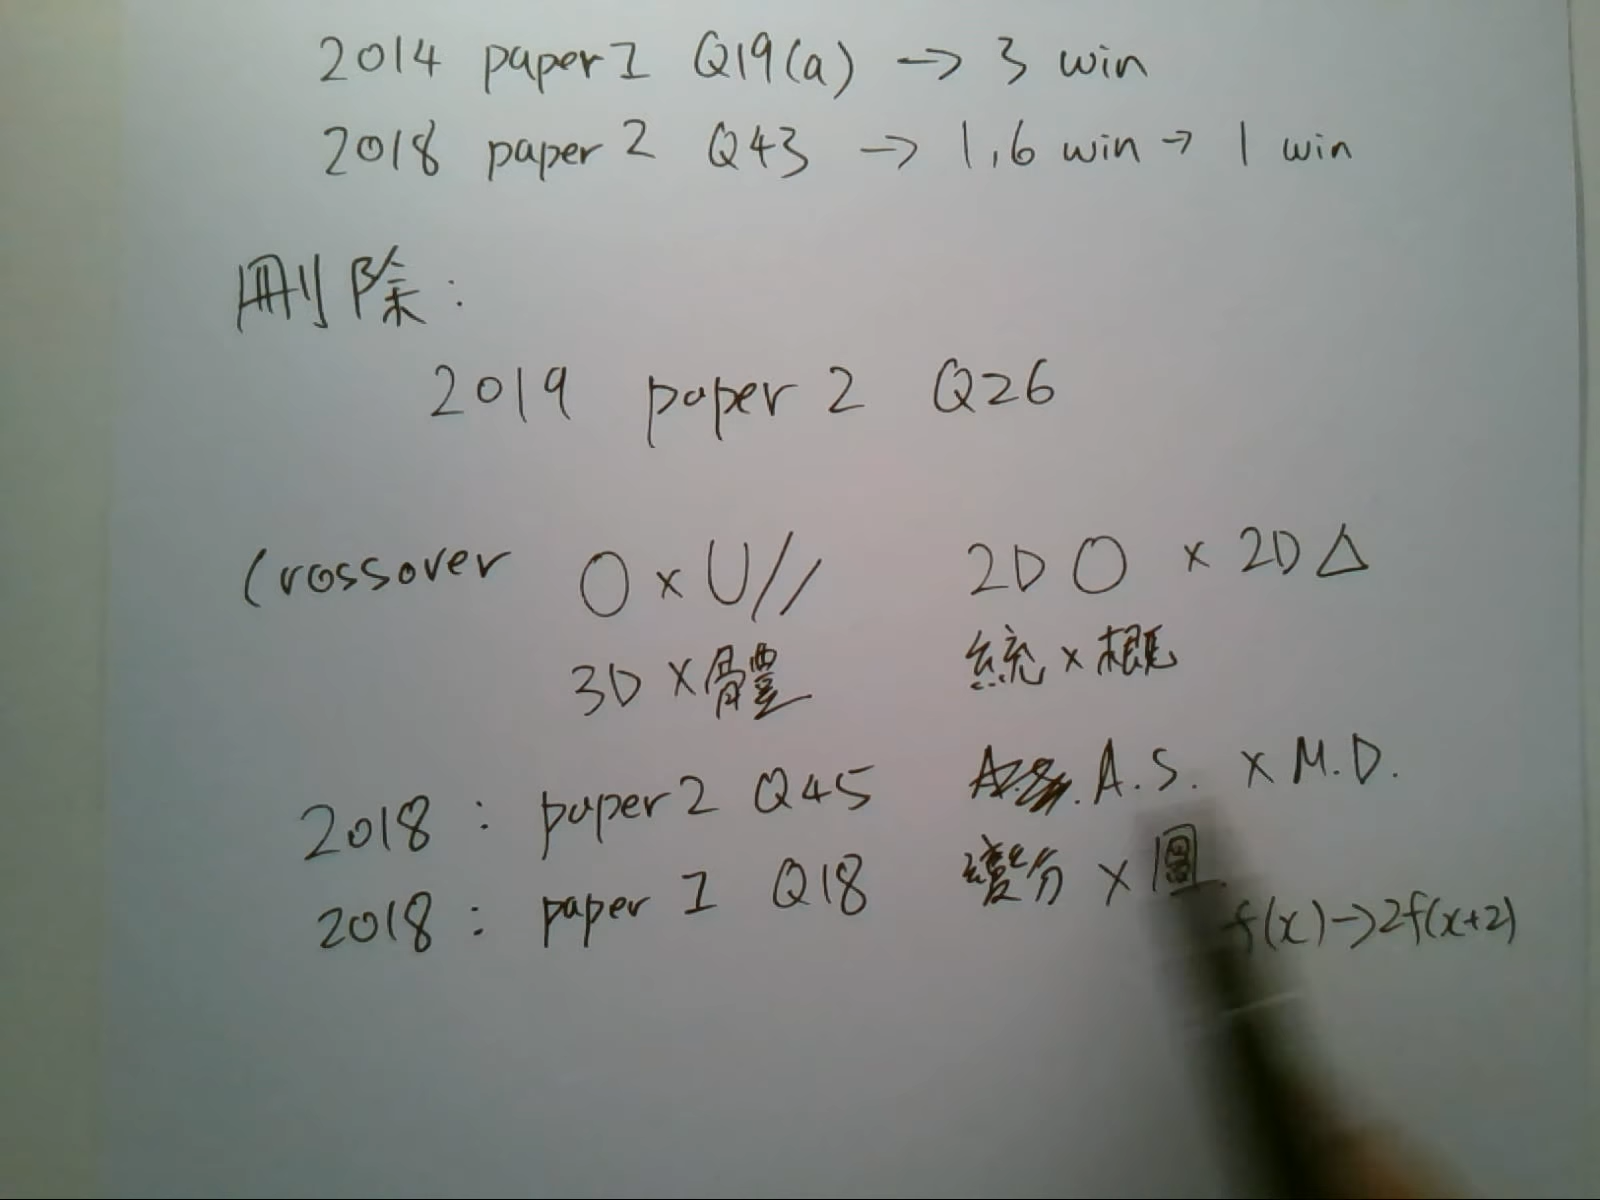 2014 paper 1 Q19(a) → 3 win
2018 paper 2 Q43 → 1,6 win → 1 win
刪除:
2019 paper 2 Q26
Crossover O x U// 2D O x 2D △
3D x 體 統 x 概
2018 : paper 2 Q45 A.S. x M.D.
2018 : paper 1 Q18 變分 x 圖
f(x)→2f(x+2)